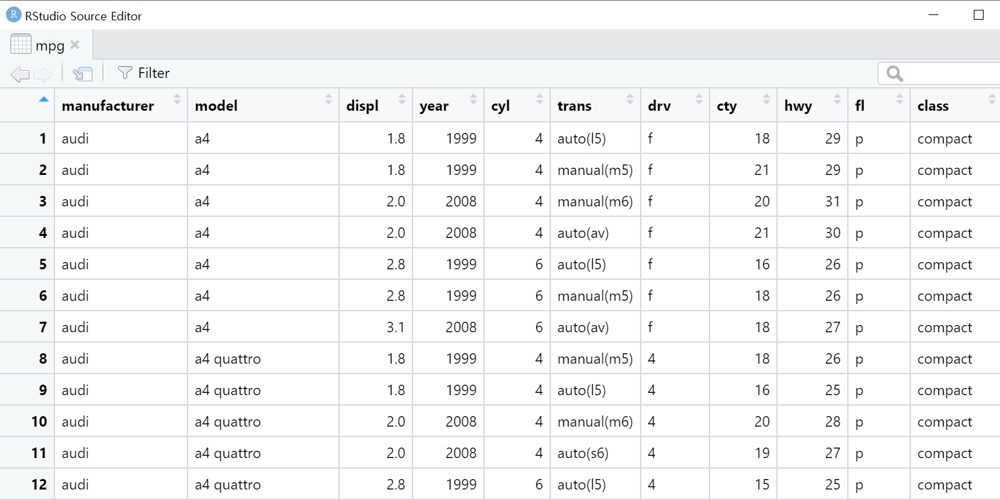 R RStudio Source Editor
mpg
Filter
manufacturer model displ year cyl trans drv cty hwy fl class
1 audi a4 1.8 1999 4 auto(l5) f 18 29 p compact
2 audi a4 1.8 1999 4 manual(m5) f 21 29 p compact
3 audi a4 2.0 2008 4 manual(m6) f 20 31 p compact
4 audi a4 2.0 2008 4 auto(av) f 21 30 p compact
5 audi a4 2.8 1999 6 auto(l5) f 16 26 p compact
6 audi a4 2.8 1999 6 manual(m5) f 18 26 p compact
7 audi a4 3.1 2008 6 auto(av) f 18 27 p compact
8 audi a4 quattro 1.8 1999 4 manual(m5) 4 18 26 p compact
9 audi a4 quattro 1.8 1999 4 auto(l5) 4 16 25 p compact
10 audi a4 quattro 2.0 2008 4 manual(m6) 4 20 28 p compact
11 audi a4 quattro 2.0 2008 4 auto(s6) 4 19 27 p compact
12 audi a4 quattro 2.8 1999 6 auto(l5) 4 15 25 p compact